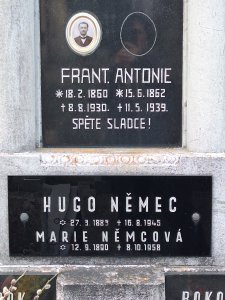 FRANT. ANTONIE
*18.2.1860 *15.6.1862
†8.8.1930. †11.5.1939.
SPĚTE SLADCE!
HUGO NĚMEC
✡ 27.3.1883 †16.8.1945
MARIE NĚMCOVÁ
✡ 12.9.1890 †8.10.1958